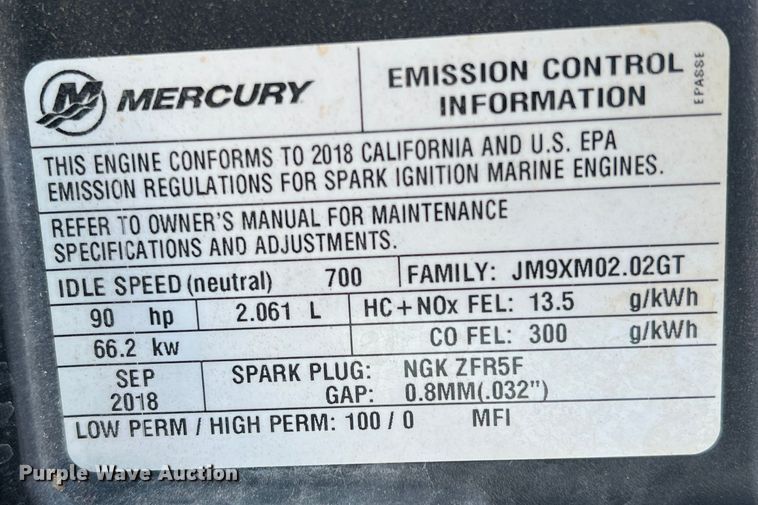 M MERCURY
EMISSION CONTROL
INFORMATION
EPASSE
THIS ENGINE CONFORMS TO 2018 CALIFORNIA AND U.S. EPA
EMISSION REGULATIONS FOR SPARK IGNITION MARINE ENGINES.
REFER TO OWNER'S MANUAL FOR MAINTENANCE
SPECIFICATIONS AND ADJUSTMENTS.
IDLE SPEED (neutral) 700 FAMILY: JM9XM02.02GT
90 hp 2.061 L HC+NOx FEL: 13.5 g/kWh
66.2 kw CO FEL: 300 g/kWh
SEP SPARK PLUG: NGK ZFR5F
2018 GAP: 0.8MM(.032")
LOW PERM / HIGH PERM: 100 / 0 MFI
Purple Wave Auction